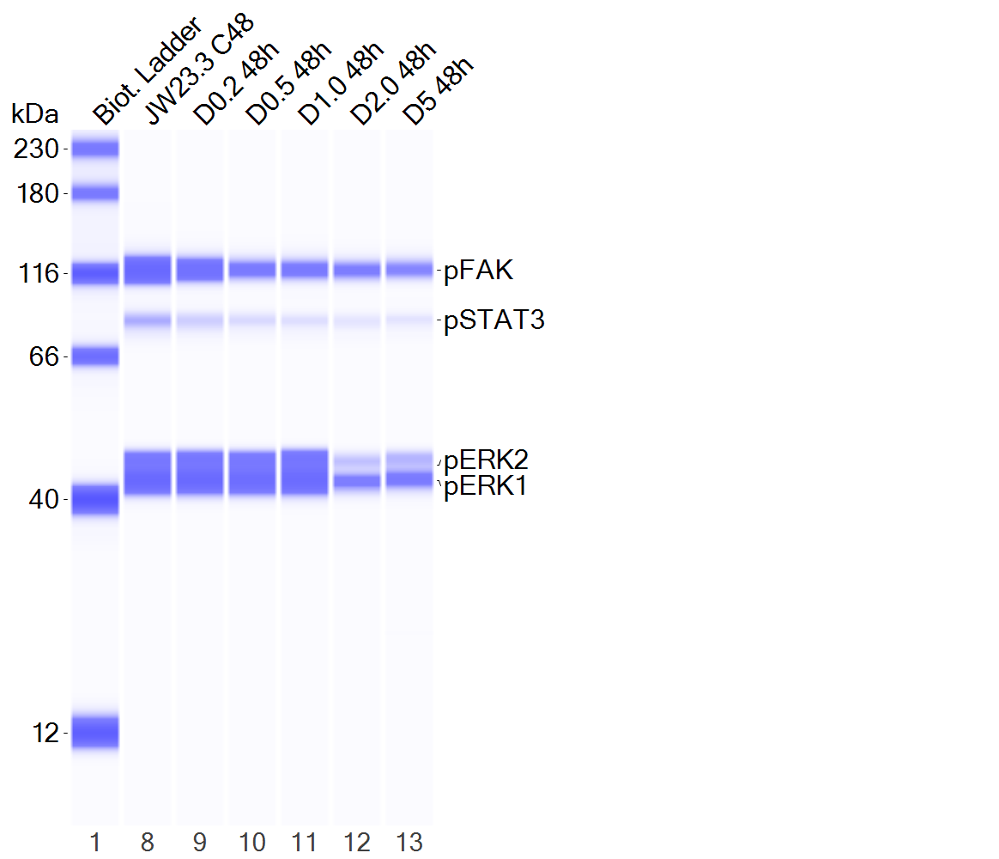 Biot. Ladder
JW23.3 C48
D0.2 48h
D0.5 48h
D1.0 48h
D2.0 48h
D5 48h
kDa
230
180
116
66
40
12
pFAK
pSTAT3
pERK2
pERK1
1 8 9 10 11 12 13